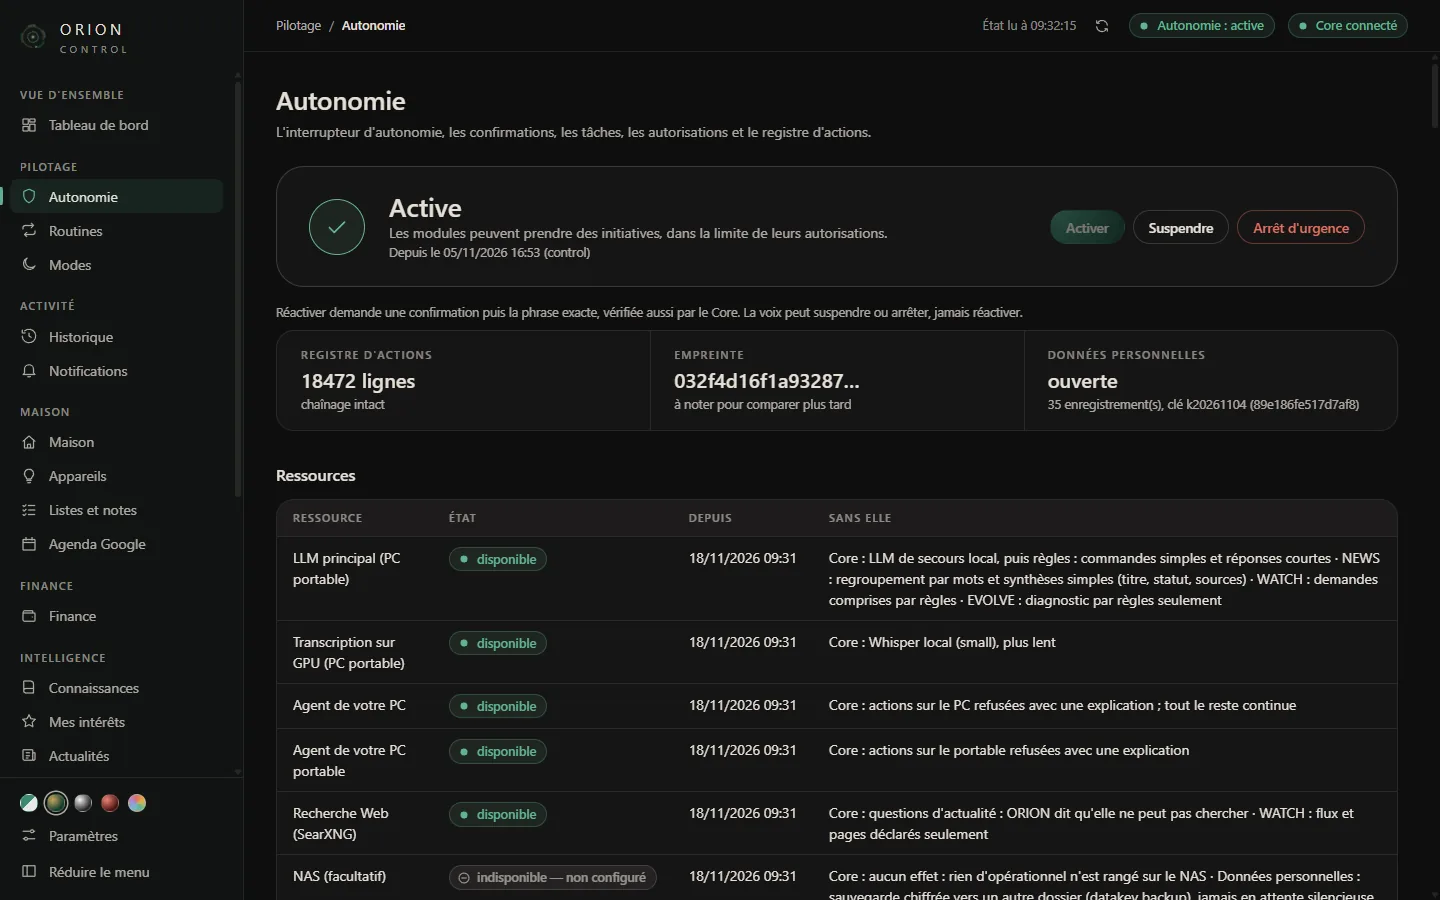 ORION
CONTROL
VUE D'ENSEMBLE
Tableau de bord
PILOTAGE
Autonomie
Routines
Modes
ACTIVITÉ
Historique
Notifications
MAISON
Maison
Appareils
Listes et notes
Agenda Google
FINANCE
Finance
INTELLIGENCE
Connaissances
Mes intérêts
Actualités
Paramètres
Réduire le menu
Pilotage / Autonomie
État lu à 09:32:15
Autonomie : active
Core connecté
Autonomie
L'interrupteur d'autonomie, les confirmations, les tâches, les autorisations et le registre d'actions.
Active
Les modules peuvent prendre des initiatives, dans la limite de leurs autorisations.
Depuis le 05/11/2026 16:53 (control)
Activer
Suspendre
Arrêt d'urgence
Réactiver demande une confirmation puis la phrase exacte, vérifiée aussi par le Core. La voix peut suspendre ou arrêter, jamais réactiver.
REGISTRE D'ACTIONS
18472 lignes
chaînage intact
EMPREINTE
032f4d16f1a93287...
à noter pour comparer plus tard
DONNÉES PERSONNELLES
ouverte
35 enregistrement(s), clé k20261104 (89e186fe517d7af8)
Ressources
RESSOURCE ÉTAT DEPUIS SANS ELLE
LLM principal (PC
portable)
disponible
18/11/2026 09:31
Core : LLM de secours local, puis règles : commandes simples et réponses courtes · NEWS
: regroupement par mots et synthèses simples (titre, statut, sources) · WATCH : demandes
comprises par règles · EVOLVE : diagnostic par règles seulement
Transcription sur
GPU (PC portable)
disponible
18/11/2026 09:31
Core : Whisper local (small), plus lent
Agent de votre PC
disponible
18/11/2026 09:31
Core : actions sur le PC refusées avec une explication ; tout le reste continue
Agent de votre PC
portable
disponible
18/11/2026 09:31
Core : actions sur le portable refusées avec une explication
Recherche Web
(SearXNG)
disponible
18/11/2026 09:31
Core : questions d'actualité : ORION dit qu'elle ne peut pas chercher · WATCH : flux et
pages déclarés seulement
NAS (facultatif)
indisponible — non configuré
18/11/2026 09:31
Core : aucun effet : rien d'opérationnel n'est rangé sur le NAS · Données personnelles :
sauvegarde chiffrée vers un autre dossier (datakey backup), jamais en attente silencieuse